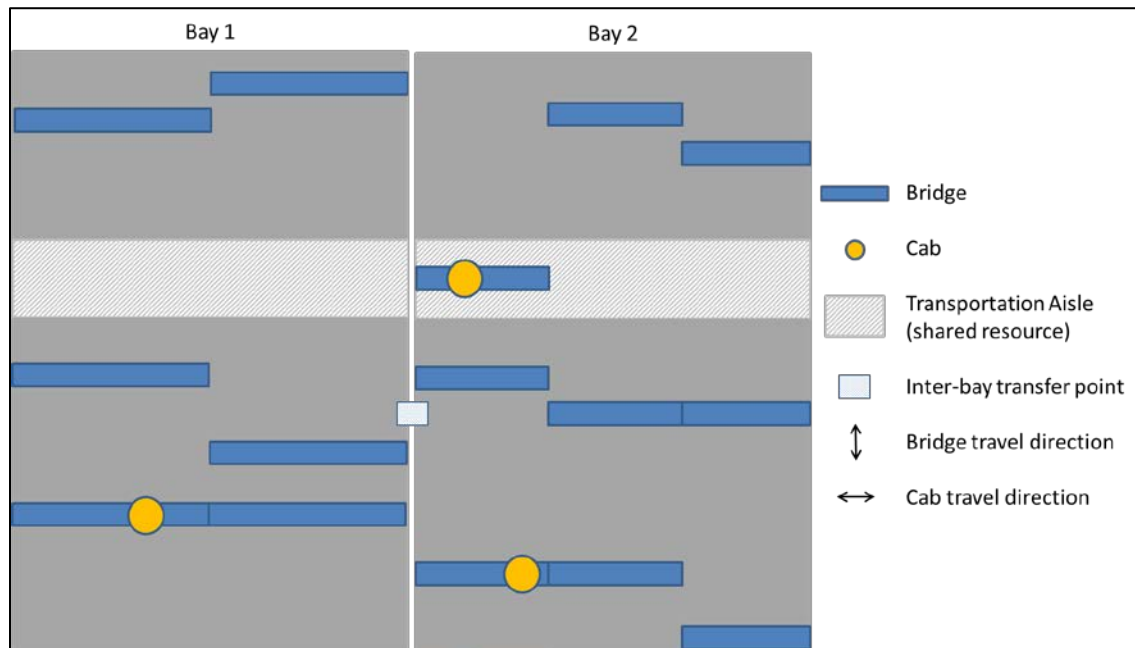 Bay 1
Bay 2
Bridge
Cab
Transportation Aisle
(shared resource)
Inter-bay transfer point
Bridge travel direction
Cab travel direction